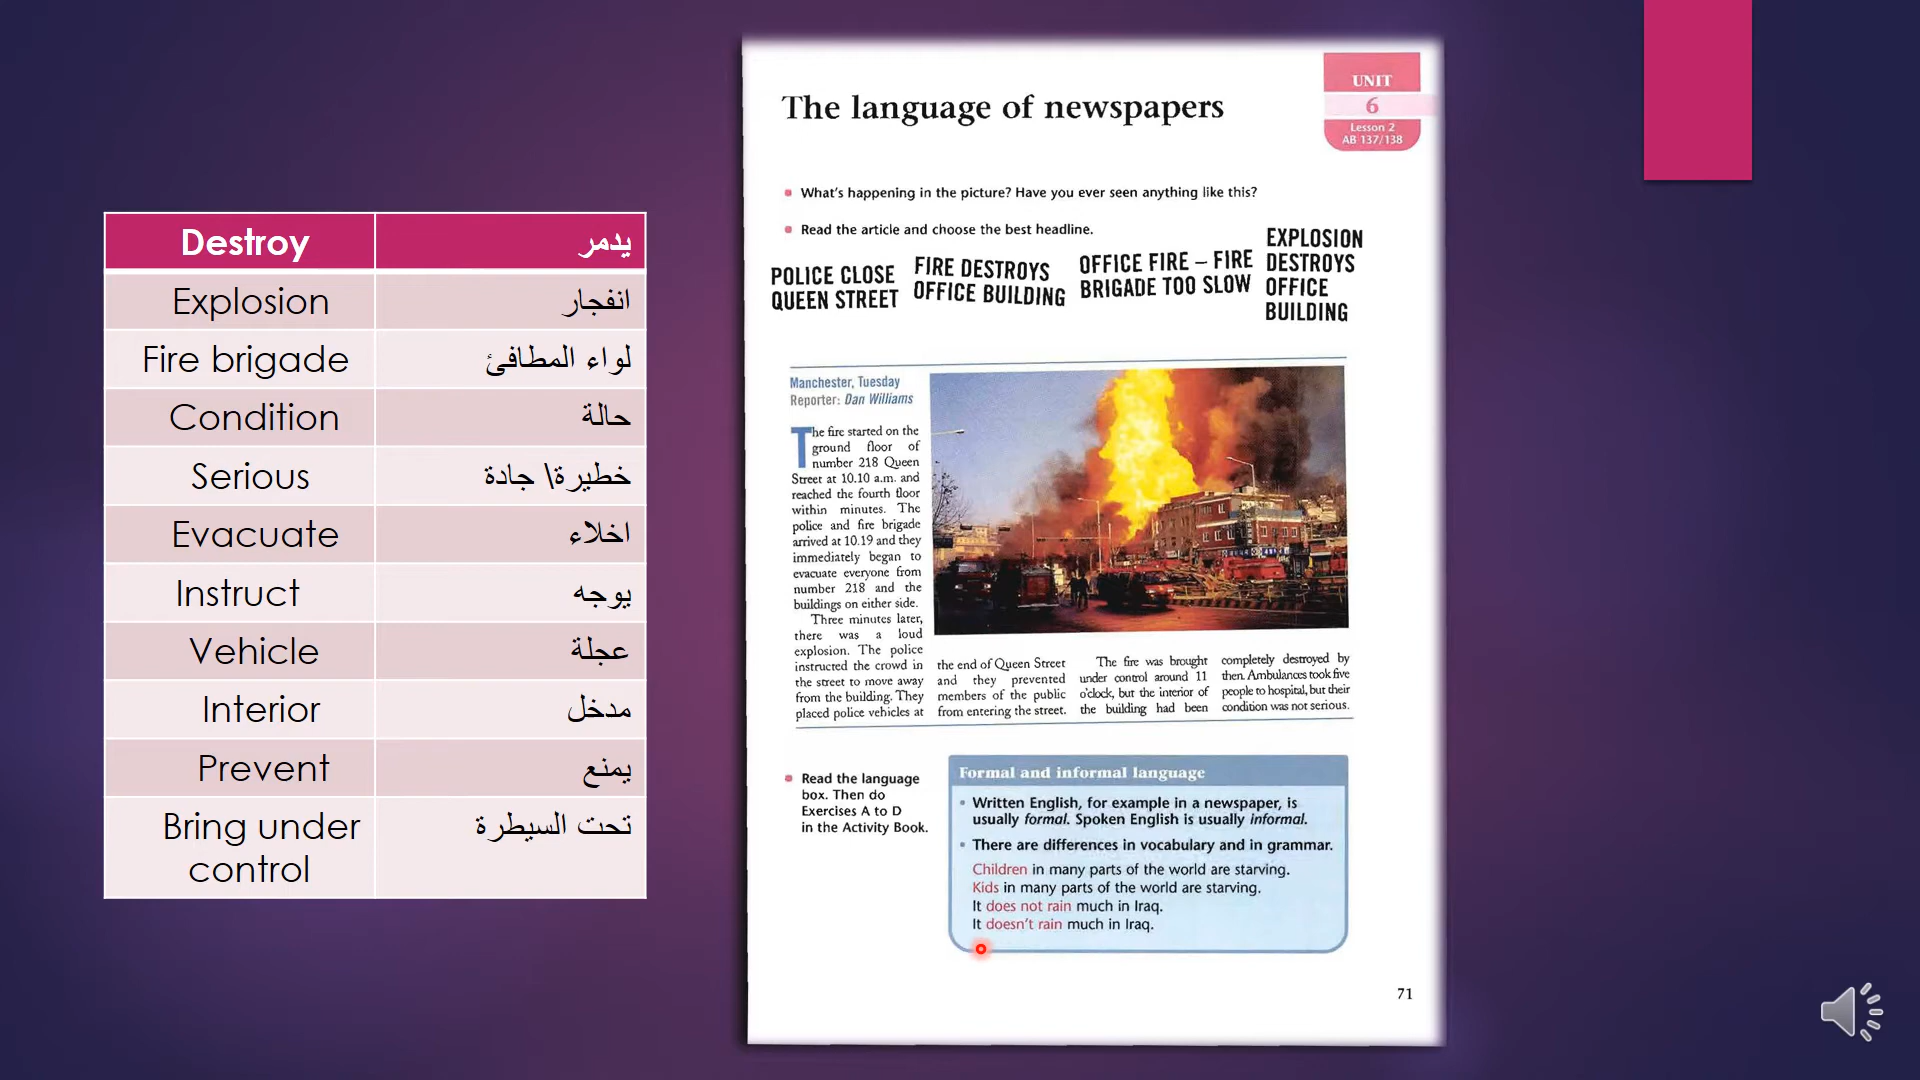 Destroy يدمر
Explosion انفجار
Fire brigade لواء المطافئ
Condition حالة
Serious خطيرة\ جادة
Evacuate اخلاء
Instruct يوجه
Vehicle عجلة
Interior مدخل
Prevent يمنع
Bring under تحت السيطرة
control
UNIT
6
Lesson 2
AB 137/138
The language of newspapers
What's happening in the picture? Have you ever seen anything like this?
Read the article and choose the best headline.
POLICE CLOSE
QUEEN STREET
FIRE DESTROYS
OFFICE BUILDING
OFFICE FIRE – FIRE
BRIGADE TOO SLOW
EXPLOSION
DESTROYS
OFFICE
BUILDING
Manchester, Tuesday
Reporter: Dan Williams
The fire started on the
ground floor of
number 218 Queen
Street at 10.10 a.m. and
reached the fourth floor
within minutes. The
police and fire brigade
arrived at 10.19 and they
immediately began to
evacuate everyone from
number 218 and the
buildings on either side.
Three minutes later,
there was a loud
explosion. The police
instructed the crowd in
the street to move away
from the building. They
placed police vehicles at
the end of Queen Street
and they prevented
members of the public
from entering the street.
The fire was brought
under control around 11
o'clock, but the interior of
the building had been
completely destroyed by
then. Ambulances took five
people to hospital, but their
condition was not serious.
Read the language
box. Then do
Exercises A to D
in the Activity Book.
Formal and informal language
• Written English, for example in a newspaper, is
usually formal. Spoken English is usually informal.
• There are differences in vocabulary and in grammar.
Children in many parts of the world are starving.
Kids in many parts of the world are starving.
It does not rain much in Iraq.
It doesn't rain much in Iraq.
71